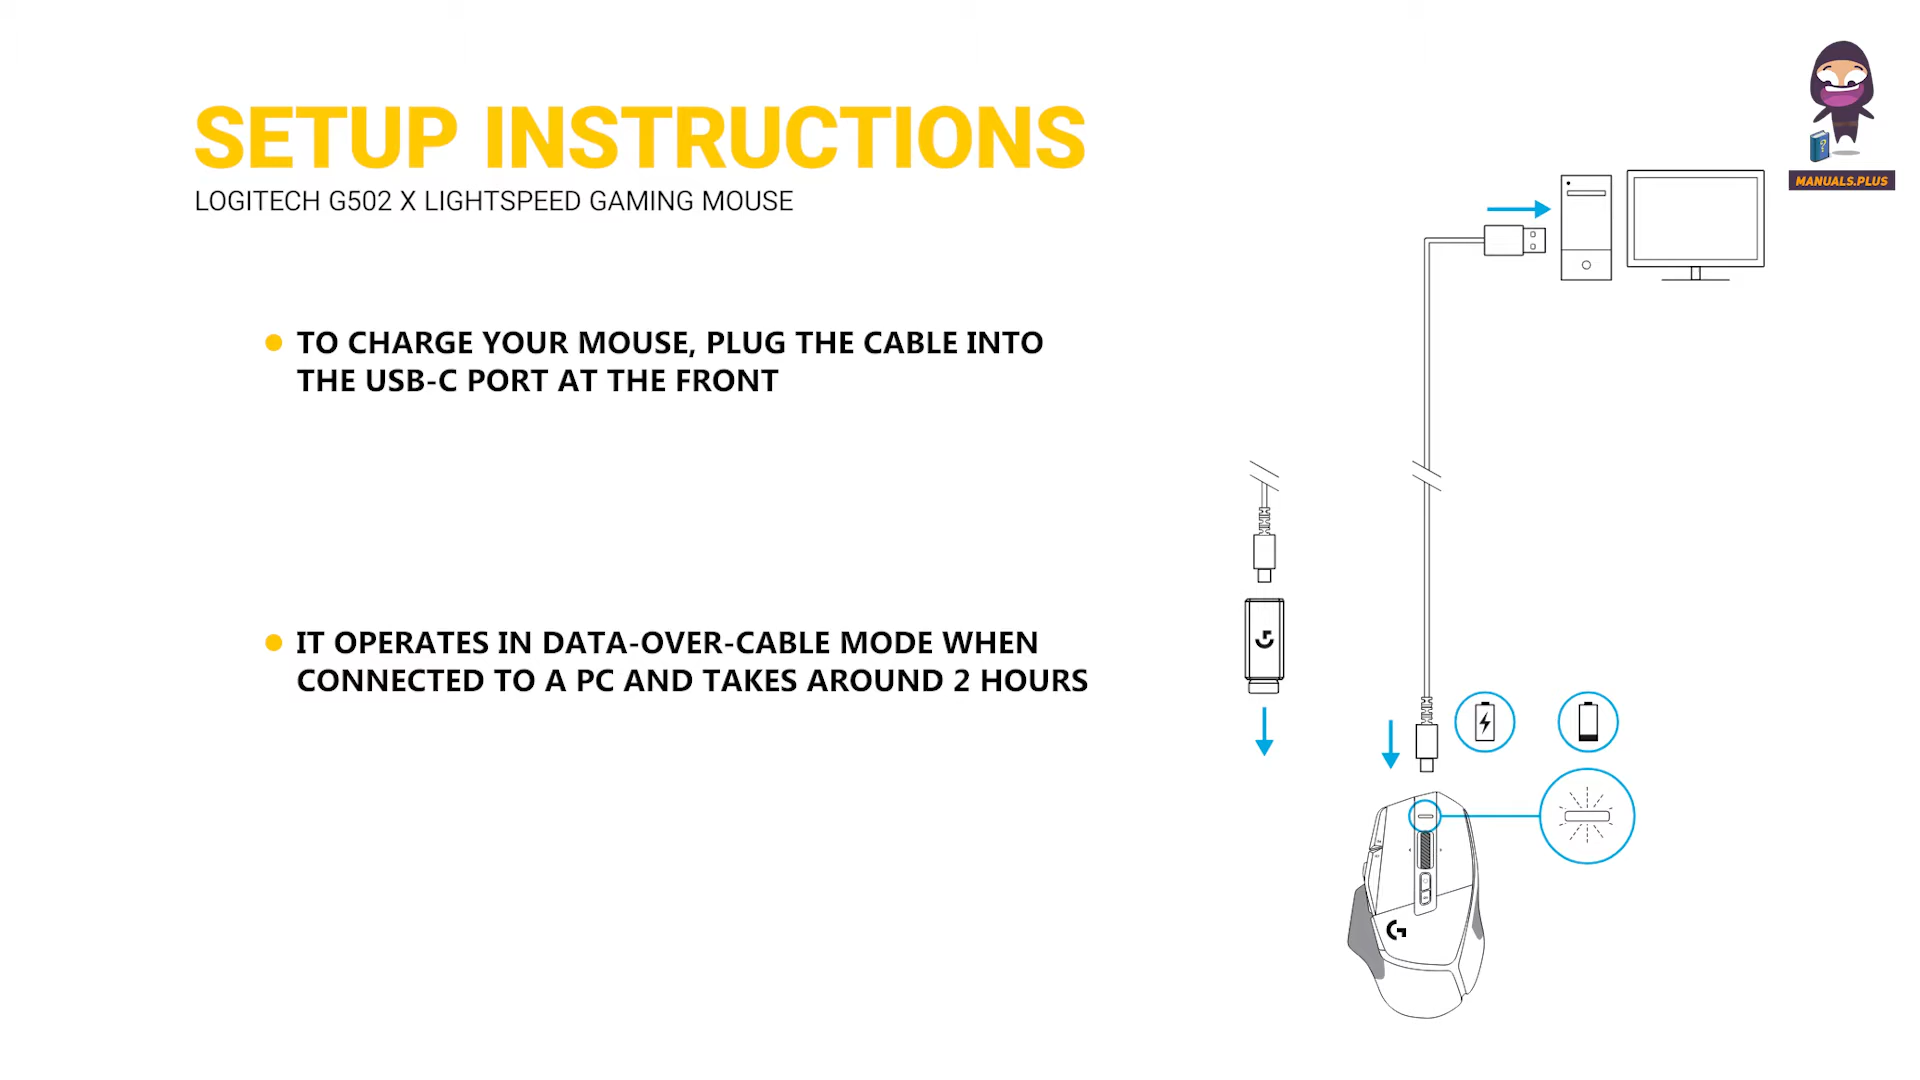 SETUP INSTRUCTIONS
LOGITECH G502 X LIGHTSPEED GAMING MOUSE
MANUALS.PLUS
TO CHARGE YOUR MOUSE, PLUG THE CABLE INTO
THE USB-C PORT AT THE FRONT
IT OPERATES IN DATA-OVER-CABLE MODE WHEN
CONNECTED TO A PC AND TAKES AROUND 2 HOURS